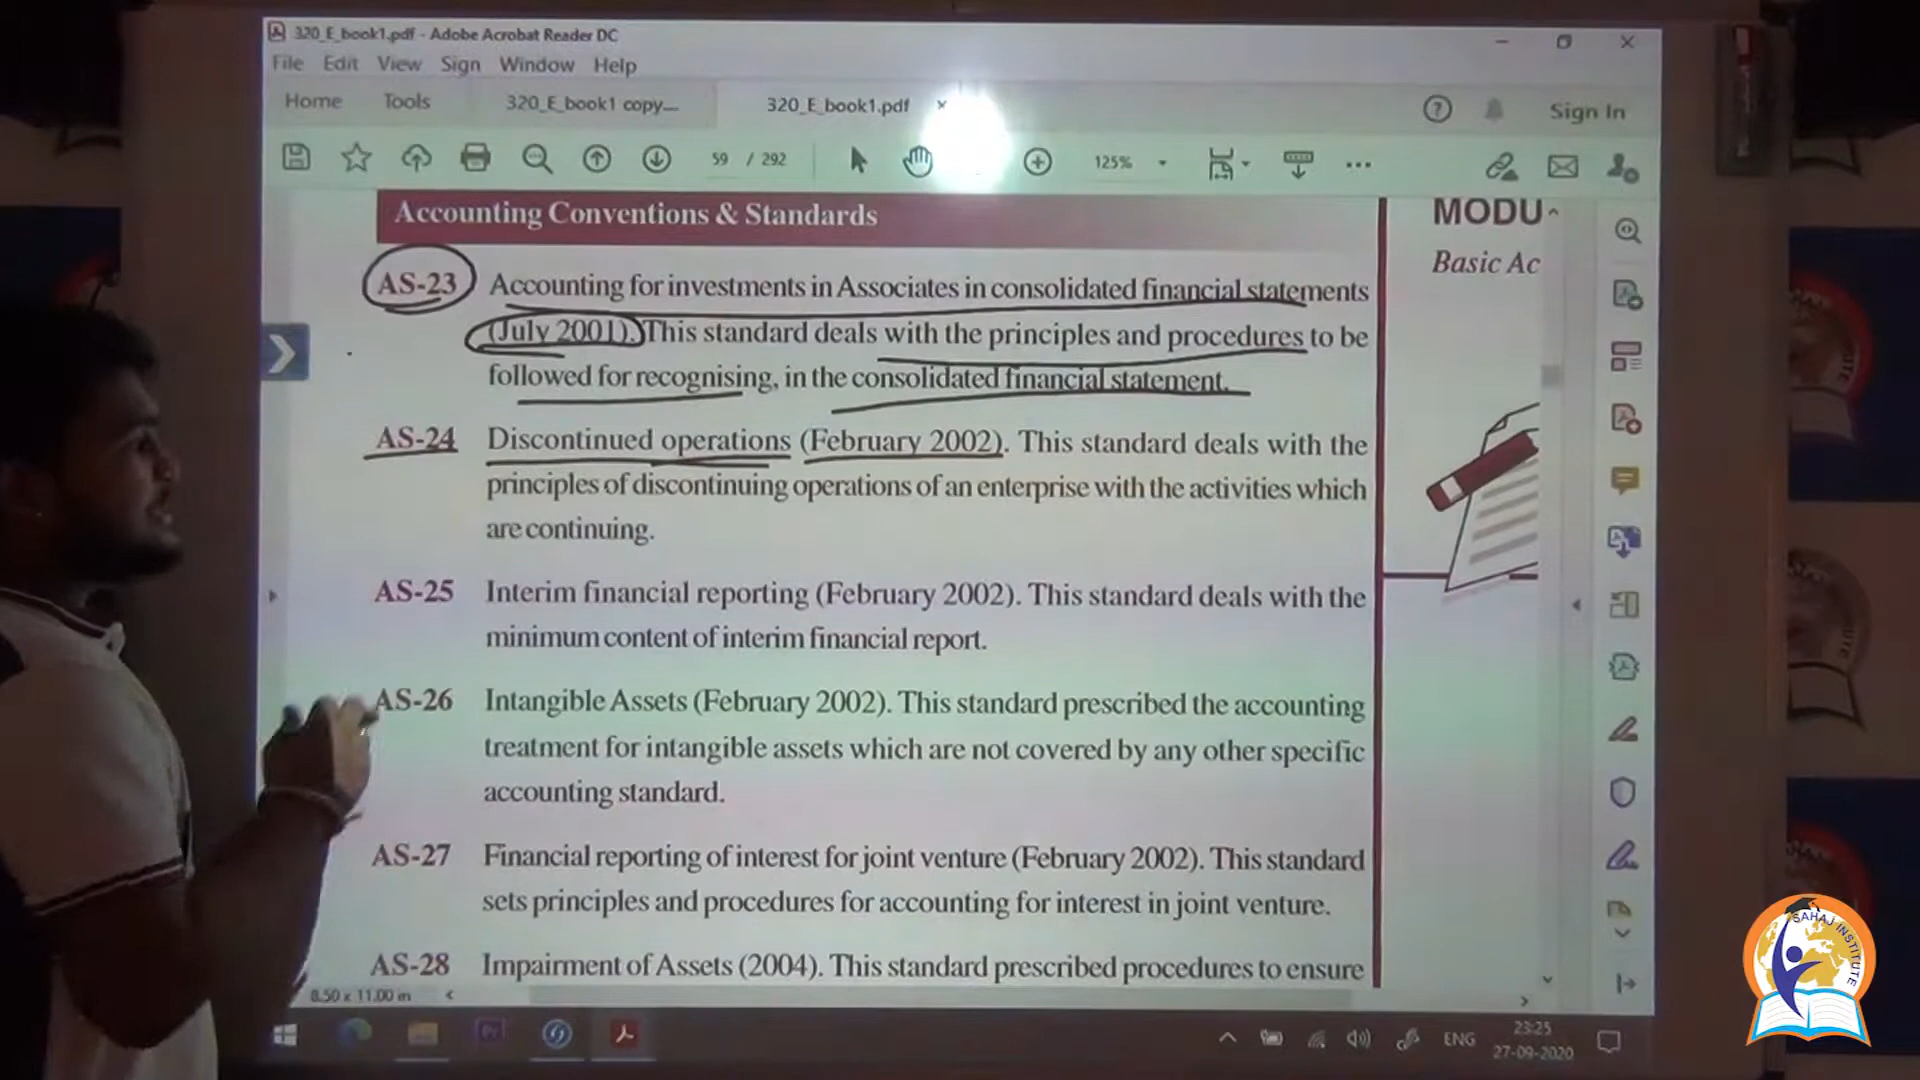 320_E_book1.pdf - Adobe Acrobat Reader DC
File Edit View Sign Window Help
Home Tools 320_E_book1 copy.... 320_E_book1.pdf × Sign In
59 / 292 125%
Accounting Conventions & Standards
MODU
Basic Ac
AS-23 Accounting for investments in Associates in consolidated financial statements
(July 2001). This standard deals with the principles and procedures to be
followed for recognising, in the consolidated financial statement.
AS-24 Discontinued operations (February 2002). This standard deals with the
principles of discontinuing operations of an enterprise with the activities which
are continuing.
AS-25 Interim financial reporting (February 2002). This standard deals with the
minimum content of interim financial report.
AS-26 Intangible Assets (February 2002). This standard prescribed the accounting
treatment for intangible assets which are not covered by any other specific
accounting standard.
AS-27 Financial reporting of interest for joint venture (February 2002). This standard
sets principles and procedures for accounting for interest in joint venture.
AS-28 Impairment of Assets (2004). This standard prescribed procedures to ensure
8.50 x 11.00 in
Pr ENG 23:25
27-09-2020
SAHAJ INSTITUTE